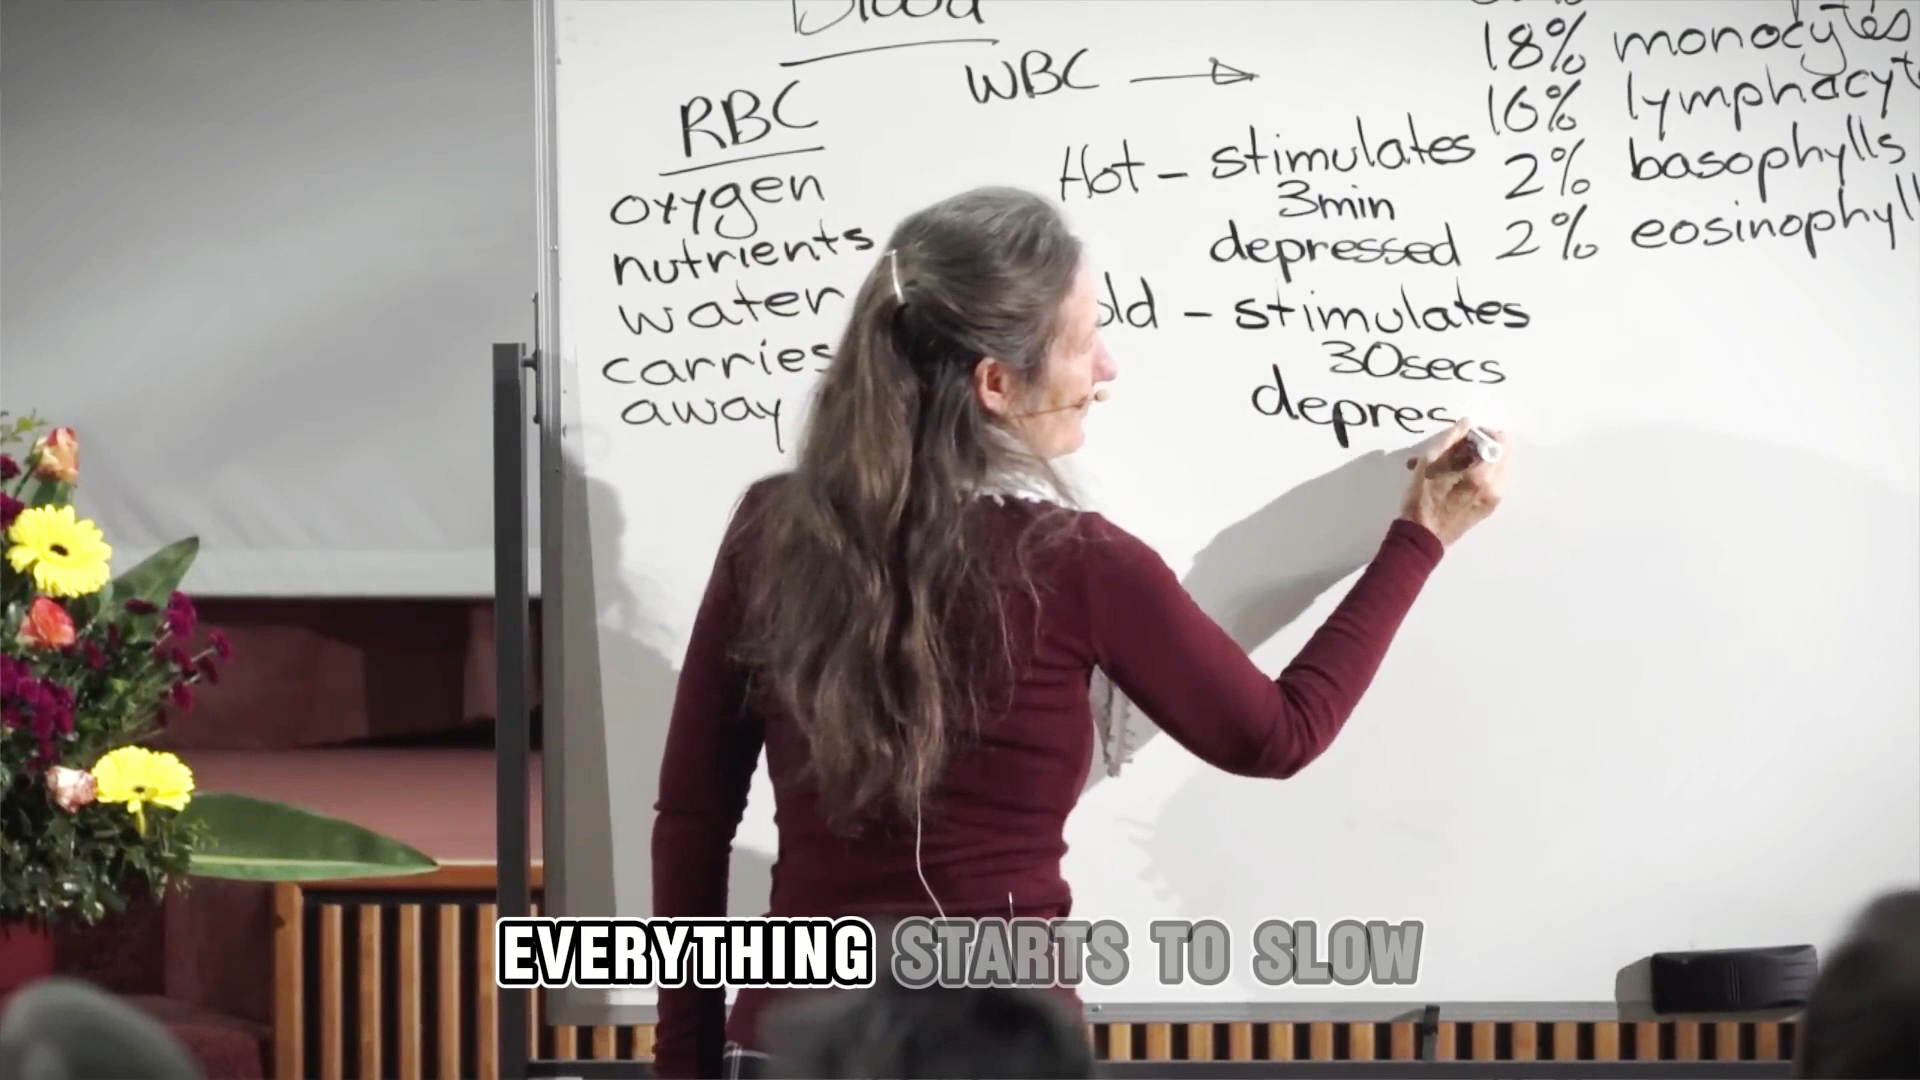 Blood
RBC
oxygen
nutrients
water
carries
away
WBC →
Hot - stimulates
3min
depressed
old - stimulates
30secs
depres
18% monocytes
16% lymphacyt
2% basophylls
2% eosinophyll
EVERYTHING STARTS TO SLOW